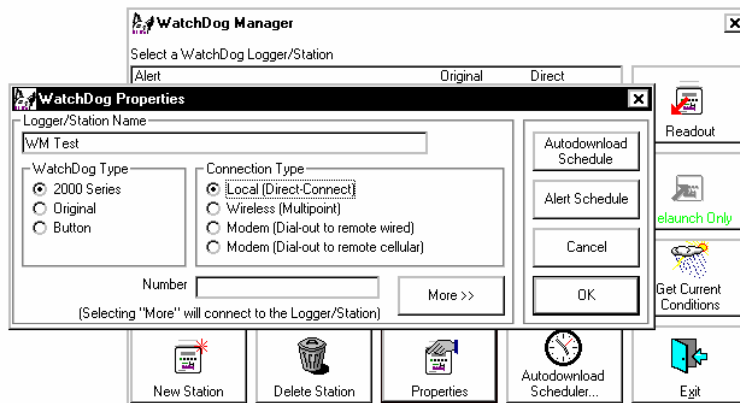 WatchDog Manager
Select a WatchDog Logger/Station
Alert Original Direct
WatchDog Properties
Logger/Station Name
WM Test
WatchDog Type
2000 Series
Original
Button
Connection Type
Local (Direct-Connect)
Wireless (Multipoint)
Modem (Dial-out to remote wired)
Modem (Dial-out to remote cellular)
Number
More >>
(Selecting "More" will connect to the Logger/Station)
Autodownload
Schedule
Alert Schedule
Cancel
OK
Readout
elaunch Only
Get Current
Conditions
New Station
Delete Station
Properties
Autodownload
Scheduler...
Exit